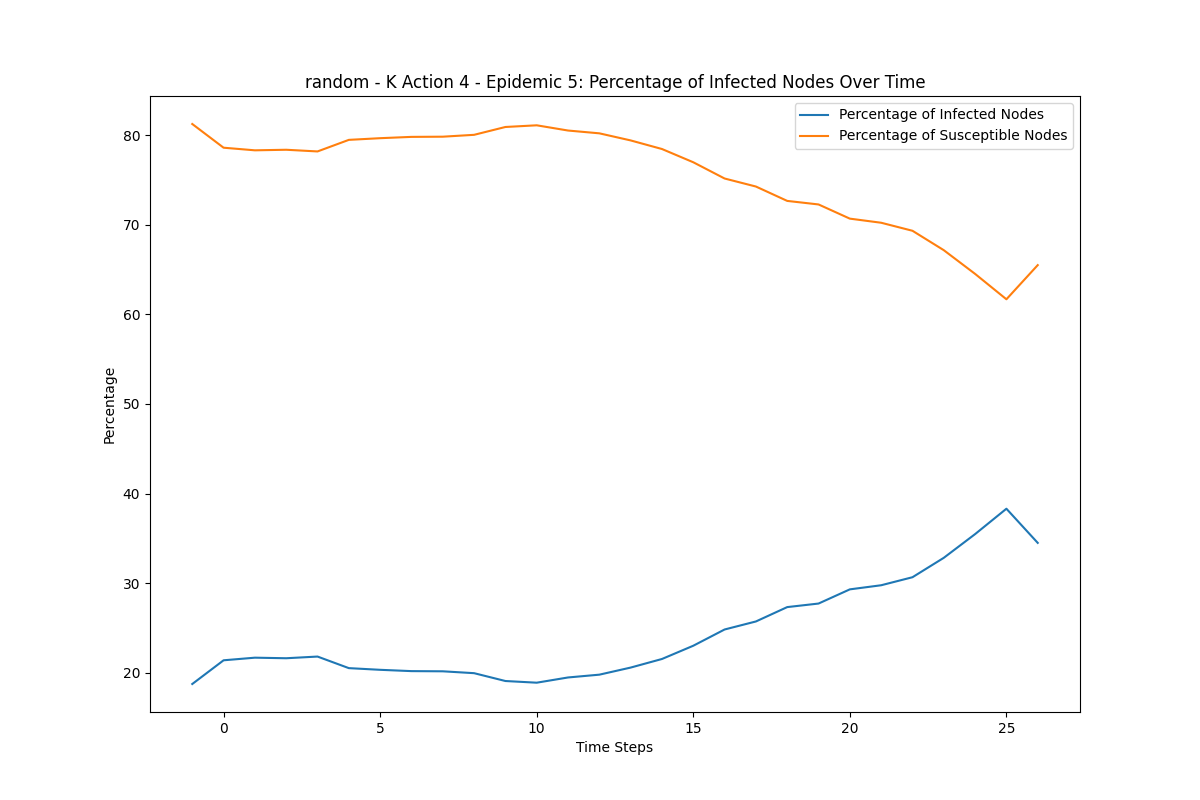 random - K Action 4 - Epidemic 5: Percentage of Infected Nodes Over Time
Percentage of Infected Nodes
Percentage of Susceptible Nodes
80
70
60
50
40
30
20
Percentage
0 5 10 15 20 25
Time Steps